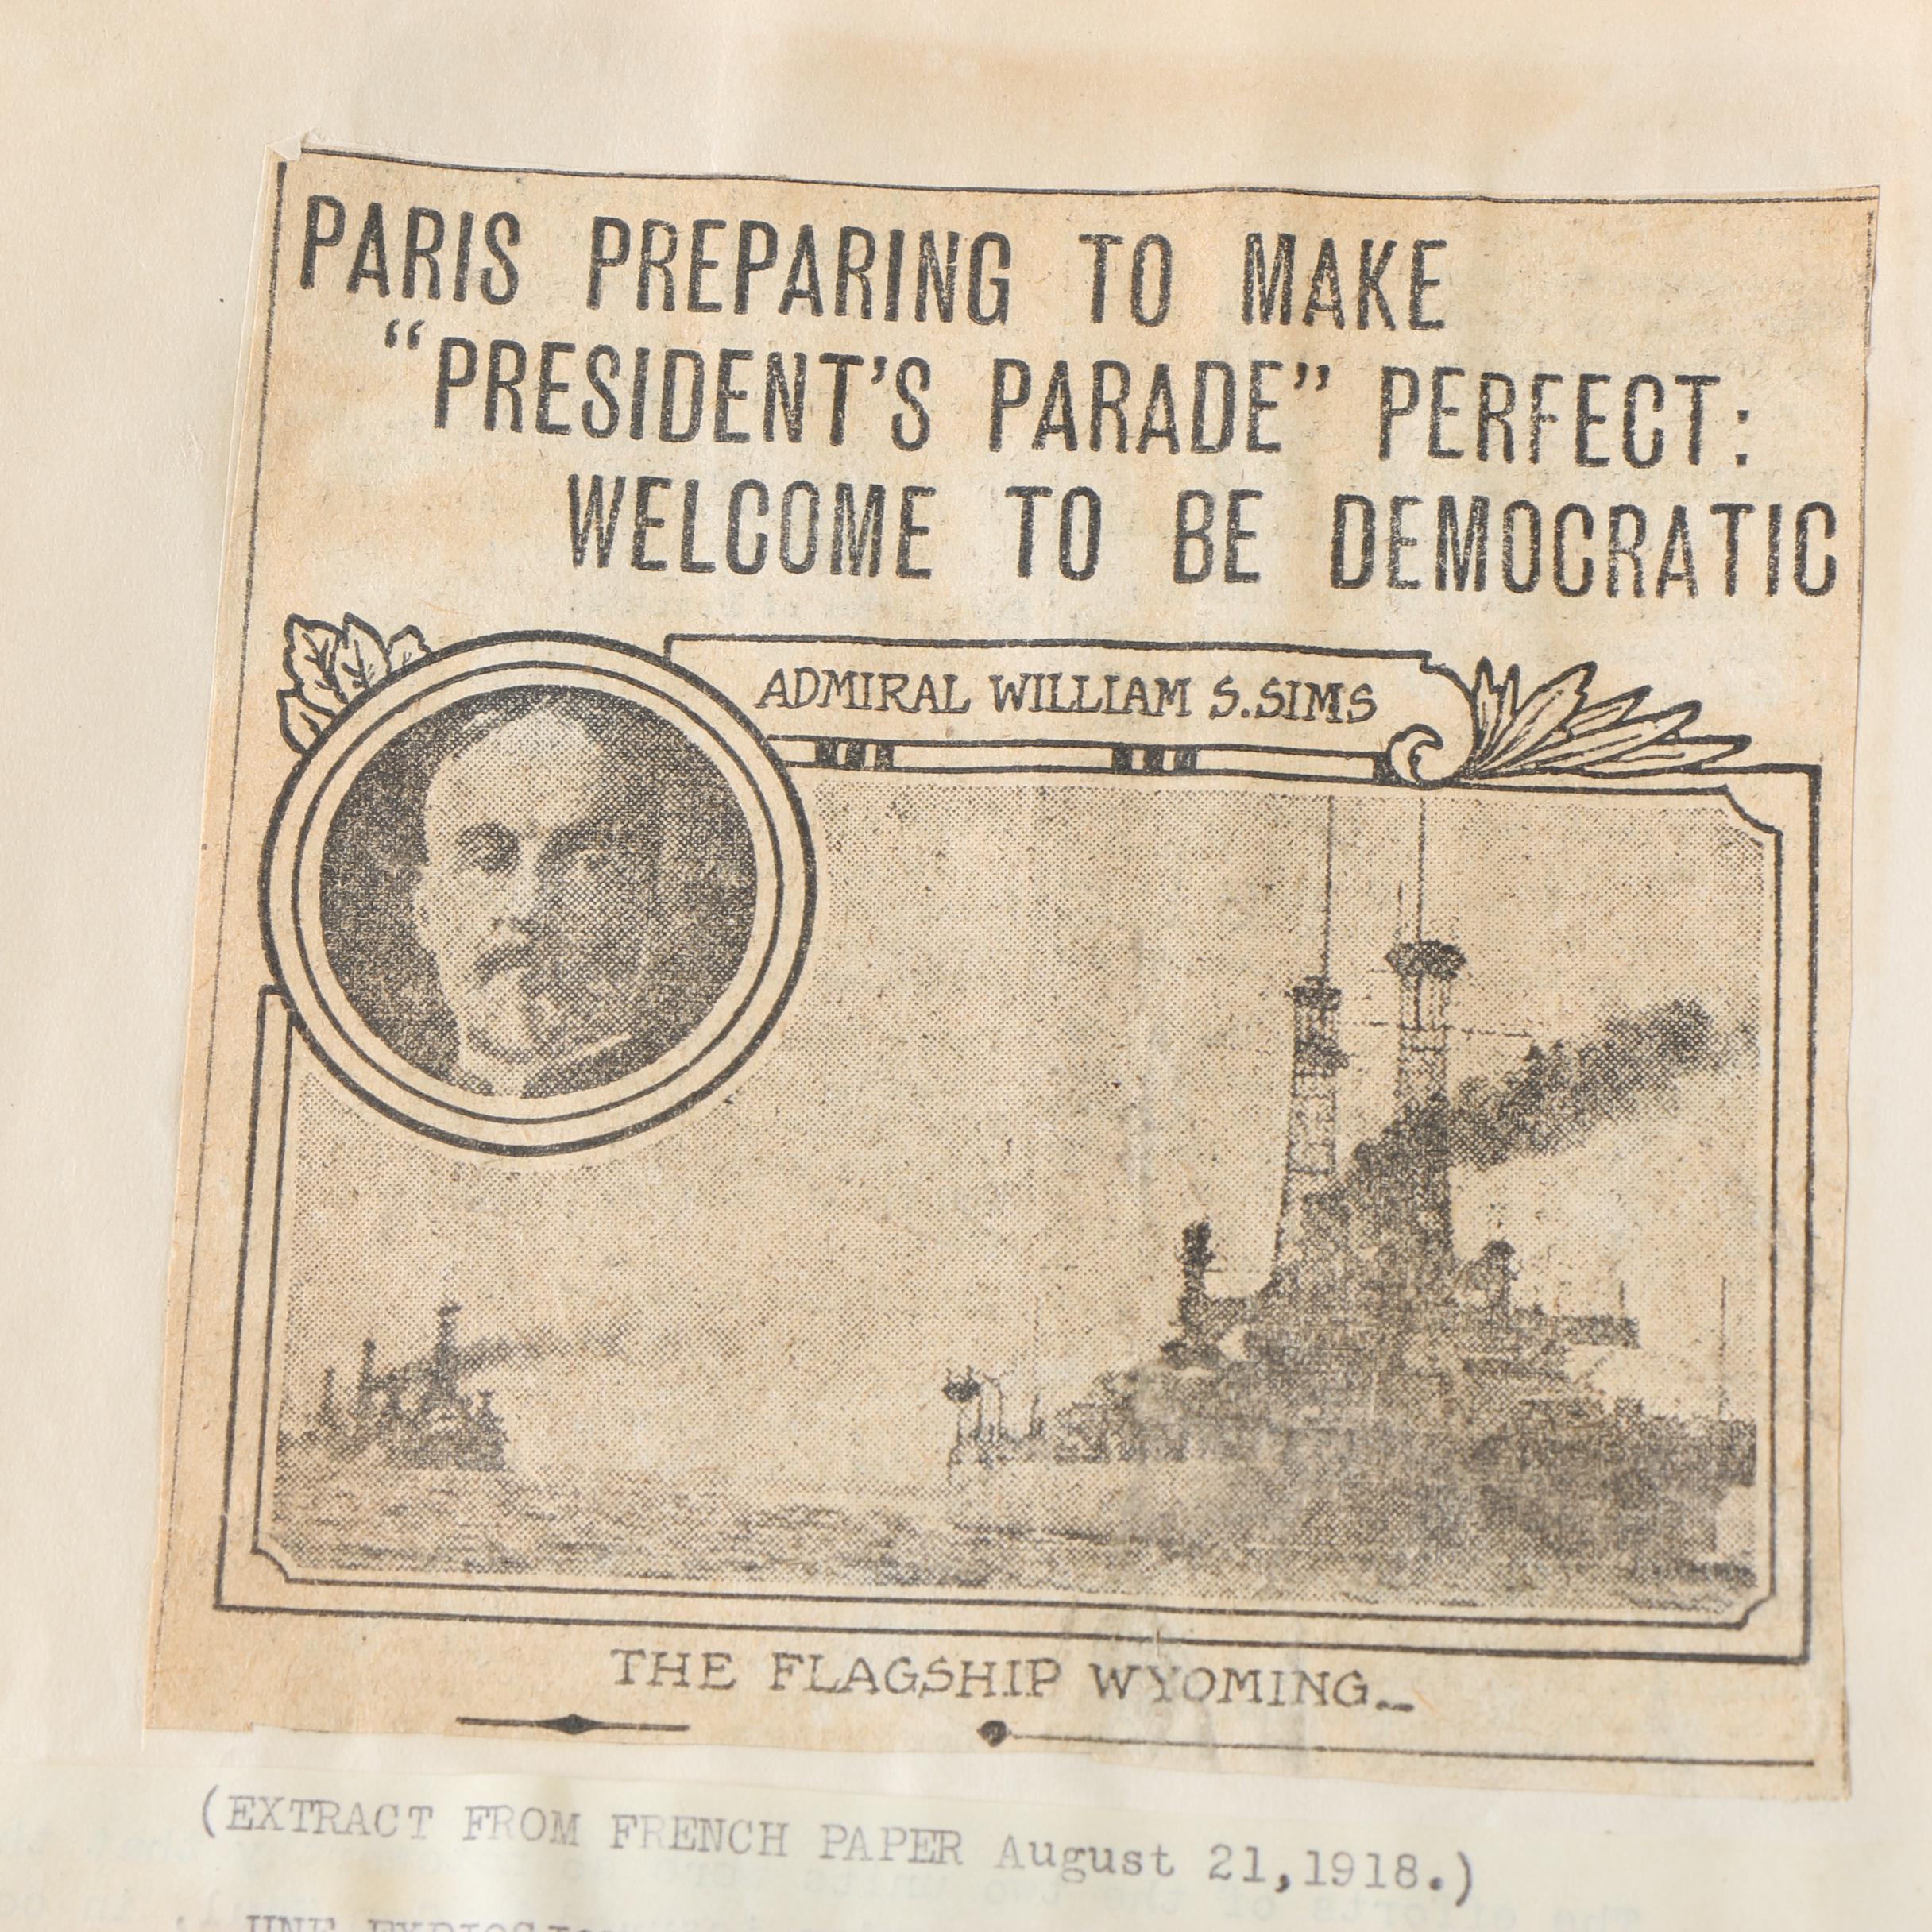 PARIS PREPARING TO MAKE
“PRESIDENT’S PARADE” PERFECT:
WELCOME TO BE DEMOCRATIC
ADMIRAL WILLIAM S. SIMS
THE FLAGSHIP WYOMING.
(EXTRACT FROM FRENCH PAPER August 21,1918.)
UNE